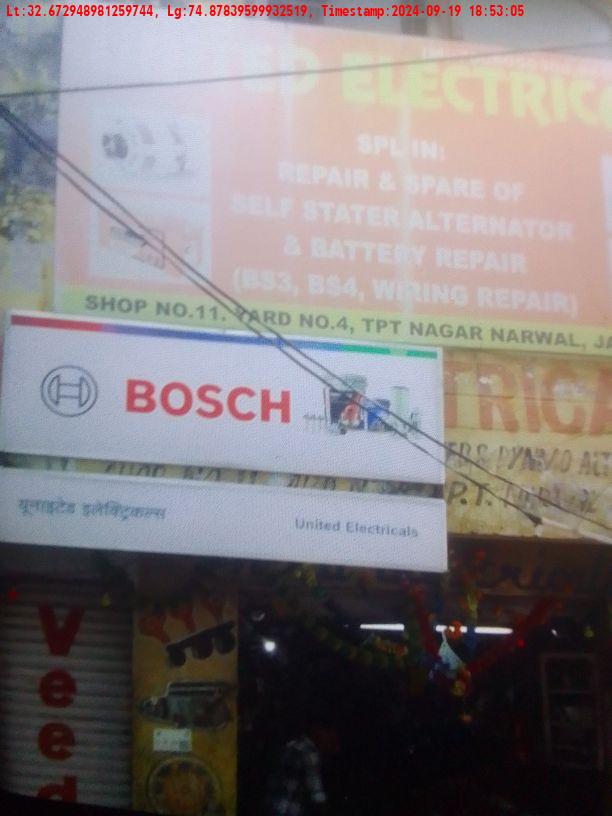 Lt:32.672948981259744, Lg:74.87839599932519, Timestamp:2024-09-19 18:53:05
ED ELECTRICA
SPL IN:
REPAIR & SPARE OF
SELF STATER ALTERNATOR
& BATTERY REPAIR
(BS3, BS4, WIRING REPAIR)
SHOP NO.11. YARD NO.4, TPT NAGAR NARWAL, JA
BOSCH
TRICA
P.T.
यूनाइटेड इलेक्ट्रिकल्स
United Electricals
Veed